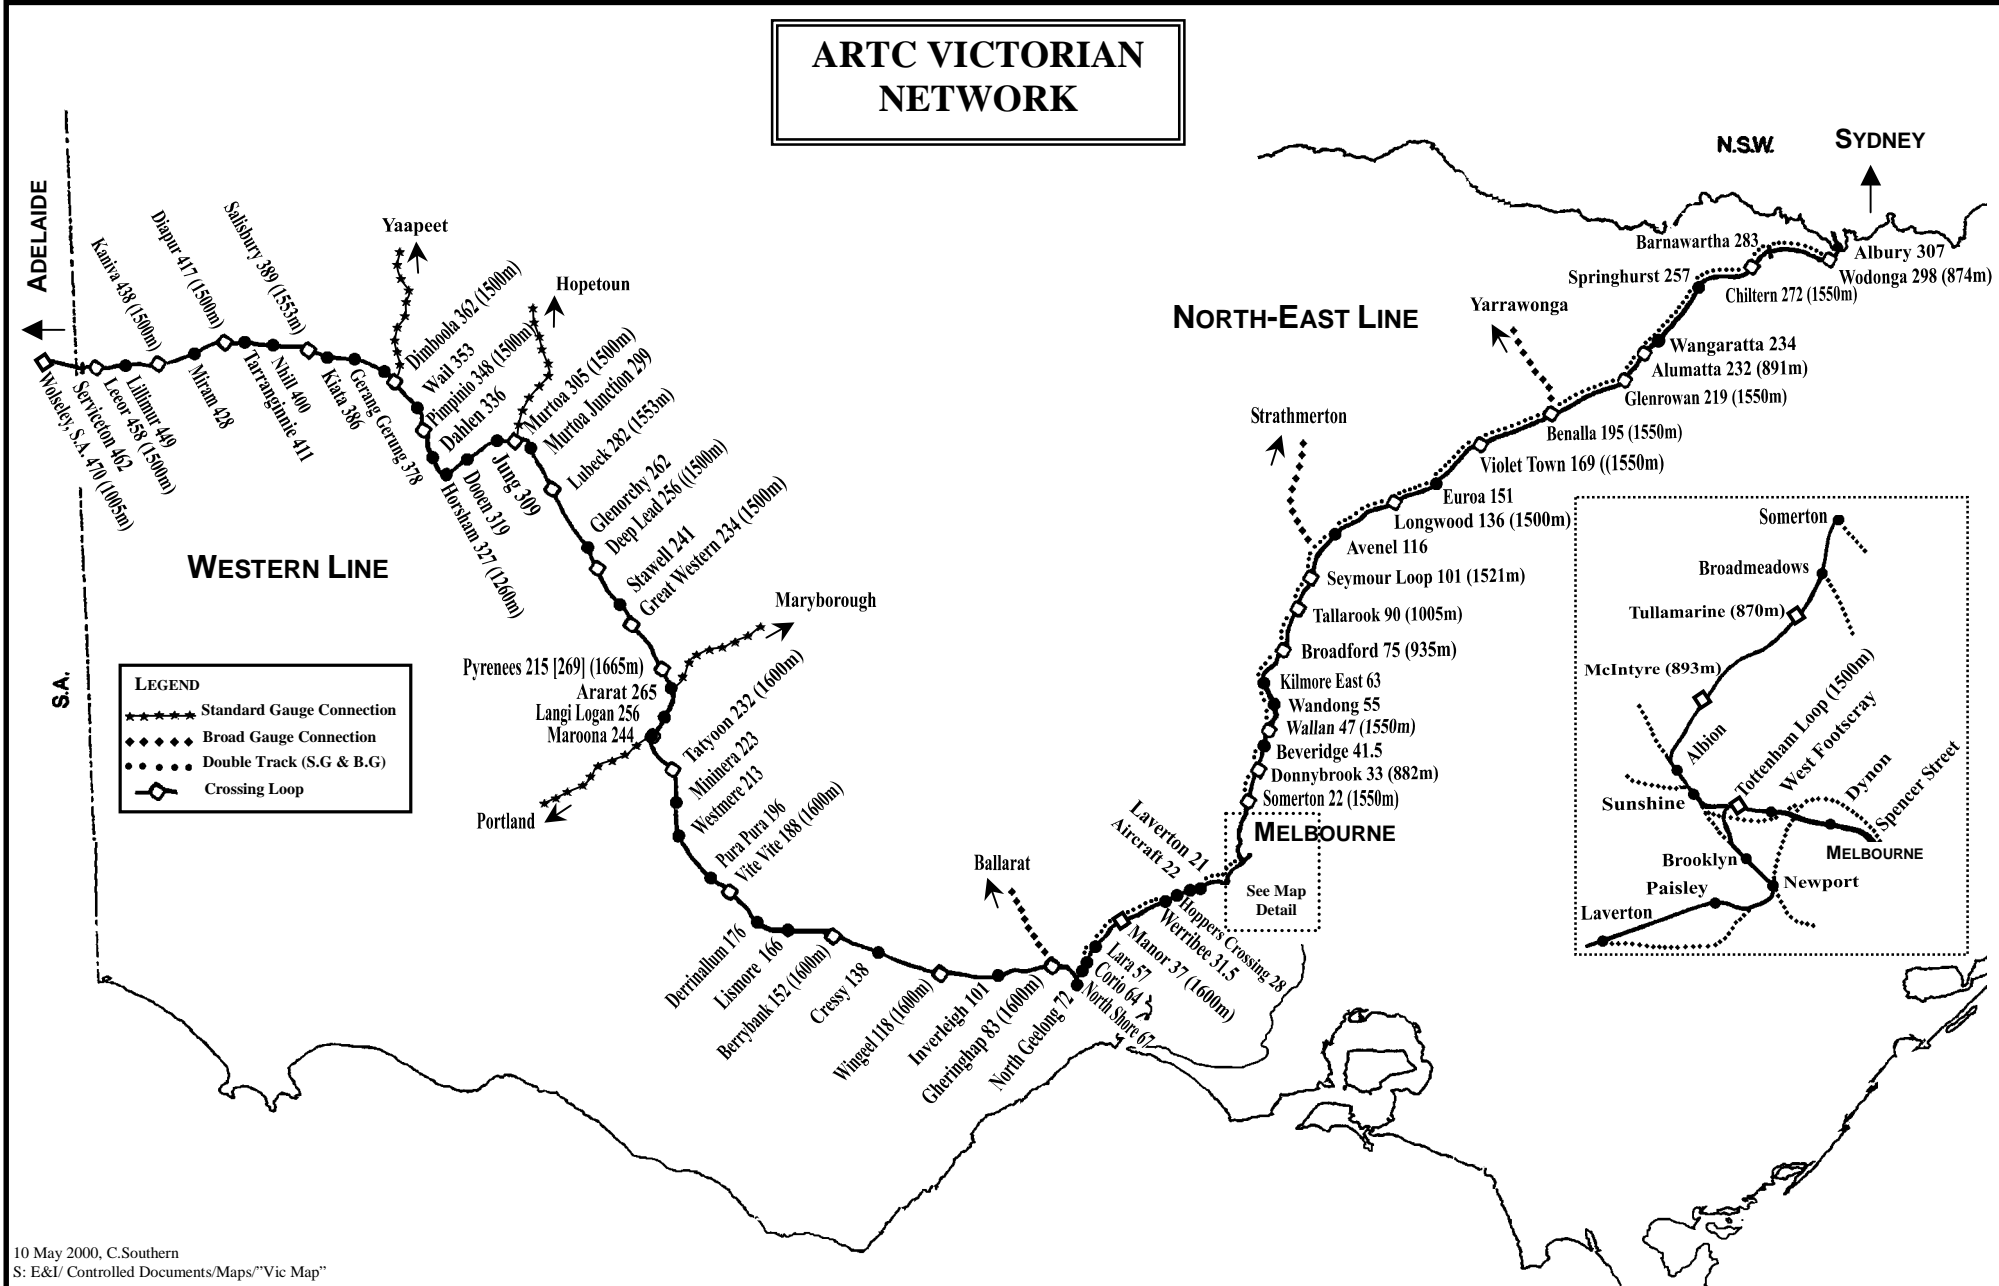 ARTC VICTORIAN
NETWORK
N.S.W.
SYDNEY
ADELAIDE
S.A.
WESTERN LINE
NORTH-EAST LINE
Yaapeet
Hopetoun
Maryborough
Portland
Ballarat
Strathmerton
Yarrawonga
Wolseley, S.A. 470 (1005m)
Serviceton 462
Leeor 458 (1500m)
Lillimur 449
Kaniva 438 (1500m)
Miram 428
Diapur 417 (1500m)
Tarranginnie 411
Nhill 400
Salisbury 389 (1553m)
Kiata 386
Gerang Gerung 378
Dimboola 362 (1500m)
Wail 353
Pimpinio 348 (1500m)
Dahlen 336
Horsham 327 (1260m)
Dooen 319
Jung 309
Murtoa 305 (1500m)
Murtoa Junction 299
Lubeck 282 (1553m)
Glenorchy 262
Deep Lead 256 ((1500m)
Stawell 241
Great Western 234 (1500m)
Pyrenees 215 [269] (1665m)
Ararat 265
Langi Logan 256
Maroona 244
Tatyoon 232 (1600m)
Mininera 223
Westmere 213
Pura Pura 196
Vite Vite 188 (1600m)
Derrinallum 176
Lismore 166
Berrybank 152 (1600m)
Cressy 138
Wingeel 118 (1600m)
Inverleigh 101
Gheringhap 83 (1600m)
North Geelong 72
North Shore 67
Corio 64
Lara 57
Manor 37 (1600m)
Werribee 31.5
Hoppers Crossing 28
Aircraft 22
Laverton 21
MELBOURNE
See Map
Detail
Somerton 22 (1550m)
Donnybrook 33 (882m)
Beveridge 41.5
Wallan 47 (1550m)
Wandong 55
Kilmore East 63
Broadford 75 (935m)
Tallarook 90 (1005m)
Seymour Loop 101 (1521m)
Avenel 116
Longwood 136 (1500m)
Euroa 151
Violet Town 169 ((1550m)
Benalla 195 (1550m)
Glenrowan 219 (1550m)
Alumatta 232 (891m)
Wangaratta 234
Springhurst 257
Chiltern 272 (1550m)
Barnawartha 283
Wodonga 298 (874m)
Albury 307
Somerton
Broadmeadows
Tullamarine (870m)
McIntyre (893m)
Albion
Sunshine
Tottenham Loop (1500m)
West Footscray
Dynon
Spencer Street
MELBOURNE
Brooklyn
Newport
Paisley
Laverton
LEGEND
Standard Gauge Connection
Broad Gauge Connection
Double Track (S.G & B.G)
Crossing Loop
10 May 2000, C.Southern
S: E&I/ Controlled Documents/Maps/"Vic Map"